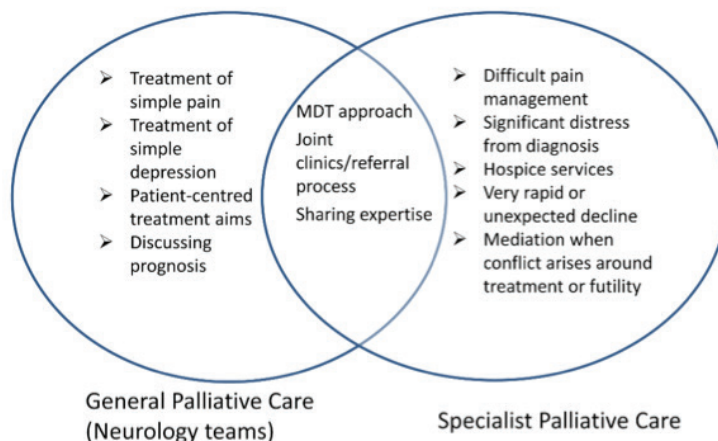 ➢ Treatment of
simple pain
➢ Treatment of
simple
depression
➢ Patient-centred
treatment aims
➢ Discussing
prognosis
MDT approach
Joint
clinics/referral
process
Sharing expertise
➢ Difficult pain
management
➢ Significant distress
from diagnosis
➢ Hospice services
➢ Very rapid or
unexpected decline
➢ Mediation when
conflict arises around
treatment or futility
General Palliative Care
(Neurology teams)
Specialist Palliative Care